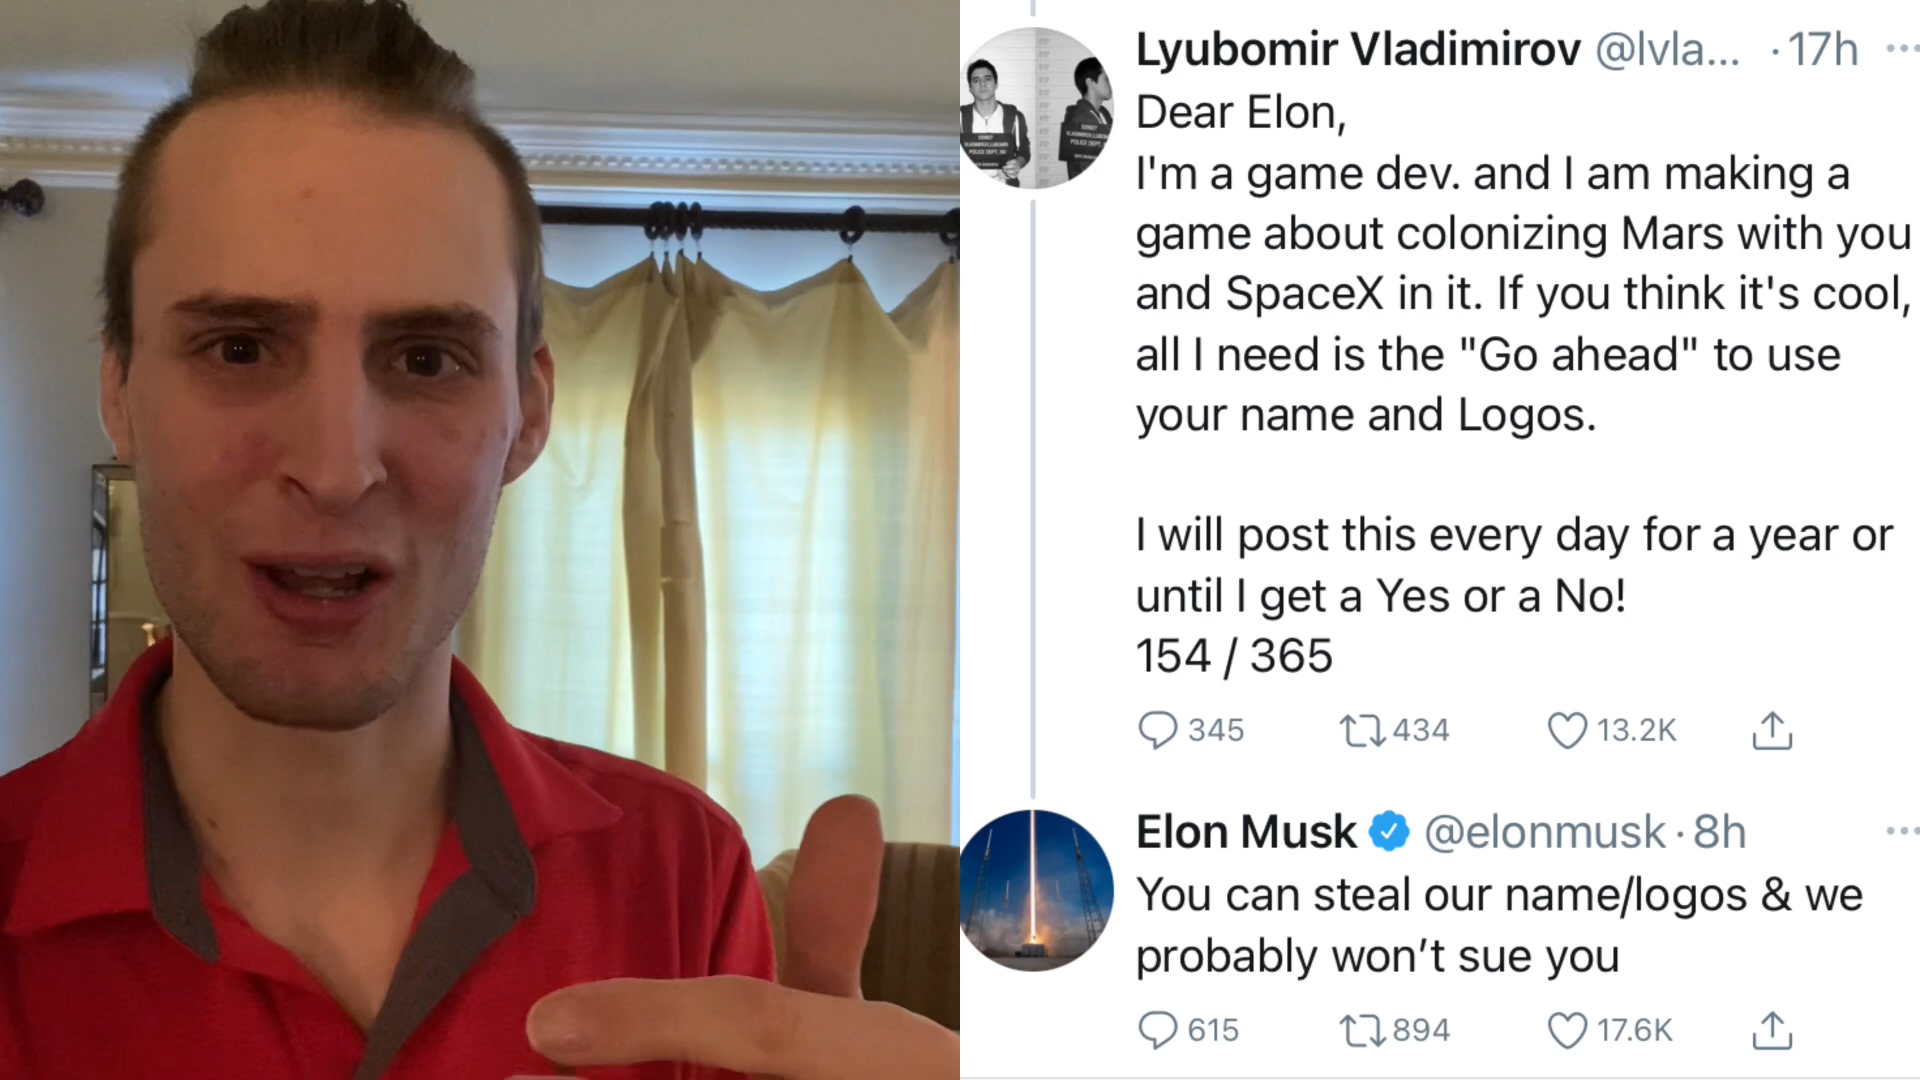 Lyubomir Vladimirov @lvla... · 17h
Dear Elon,
I'm a game dev. and I am making a
game about colonizing Mars with you
and SpaceX in it. If you think it's cool,
all I need is the "Go ahead" to use
your name and Logos.
I will post this every day for a year or
until I get a Yes or a No!
154 / 365
345 434 13.2K
Elon Musk @elonmusk · 8h
You can steal our name/logos & we
probably won’t sue you
615 894 17.6K